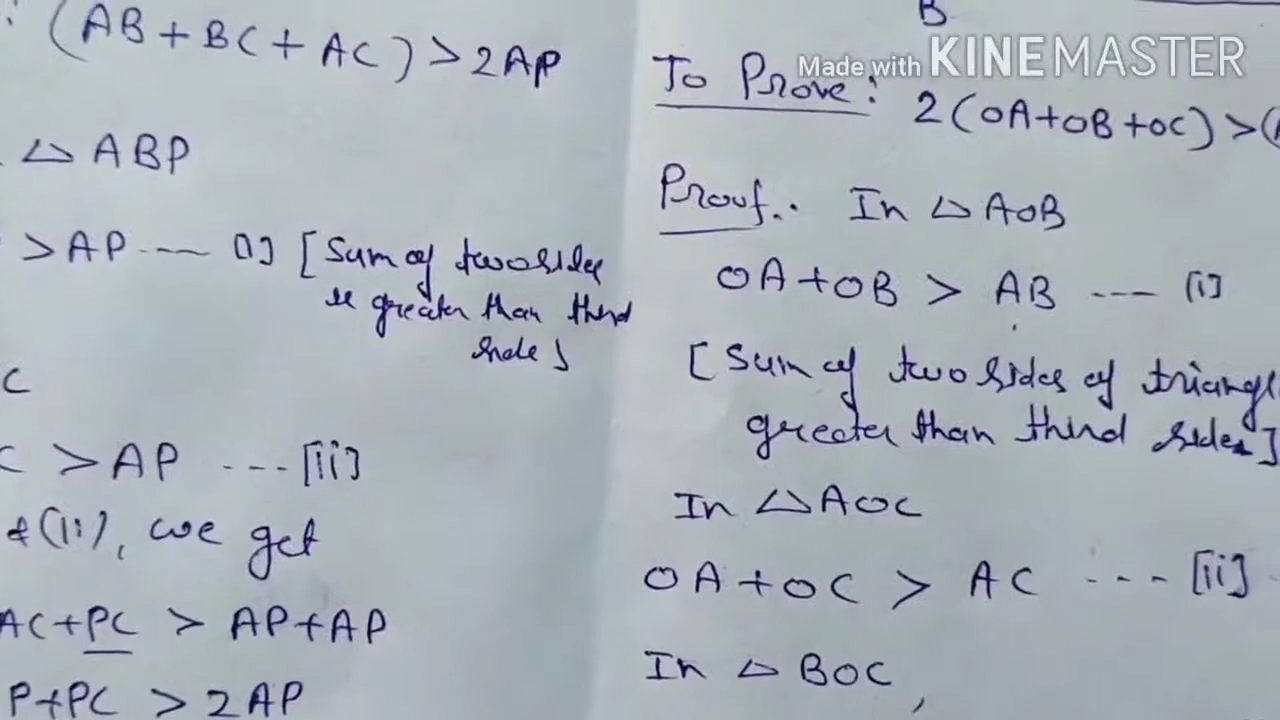 (AB+BC+AC)>2AP
△ ABP
>AP ---- [i] [Sum of two sides
is greater than third
side]
C
C >AP ---[ii]
&(ii), we get
AC+PC > AP+AP
P+PC >2AP
B
Made with KINEMASTER
To Prove: 2(OA+OB+OC)>(
Proof.. In △AOB
OA+OB > AB ---- [i]
[Sum of two sides of triangl
greater than third side]
In △AOC
OA+OC > AC ---- [ii]
In △ BOC,